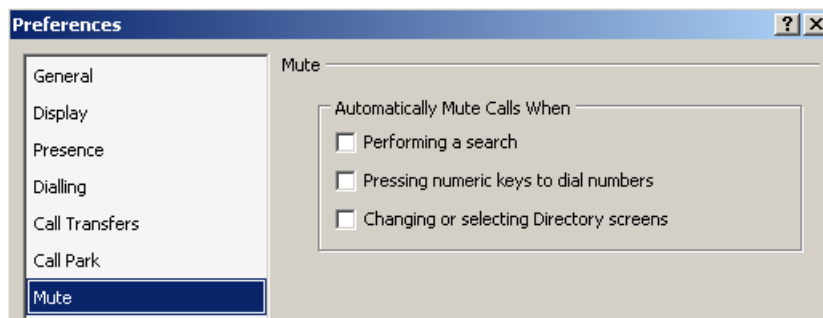 Preferences
General
Display
Presence
Dialling
Call Transfers
Call Park
Mute
Mute
Automatically Mute Calls When
Performing a search
Pressing numeric keys to dial numbers
Changing or selecting Directory screens